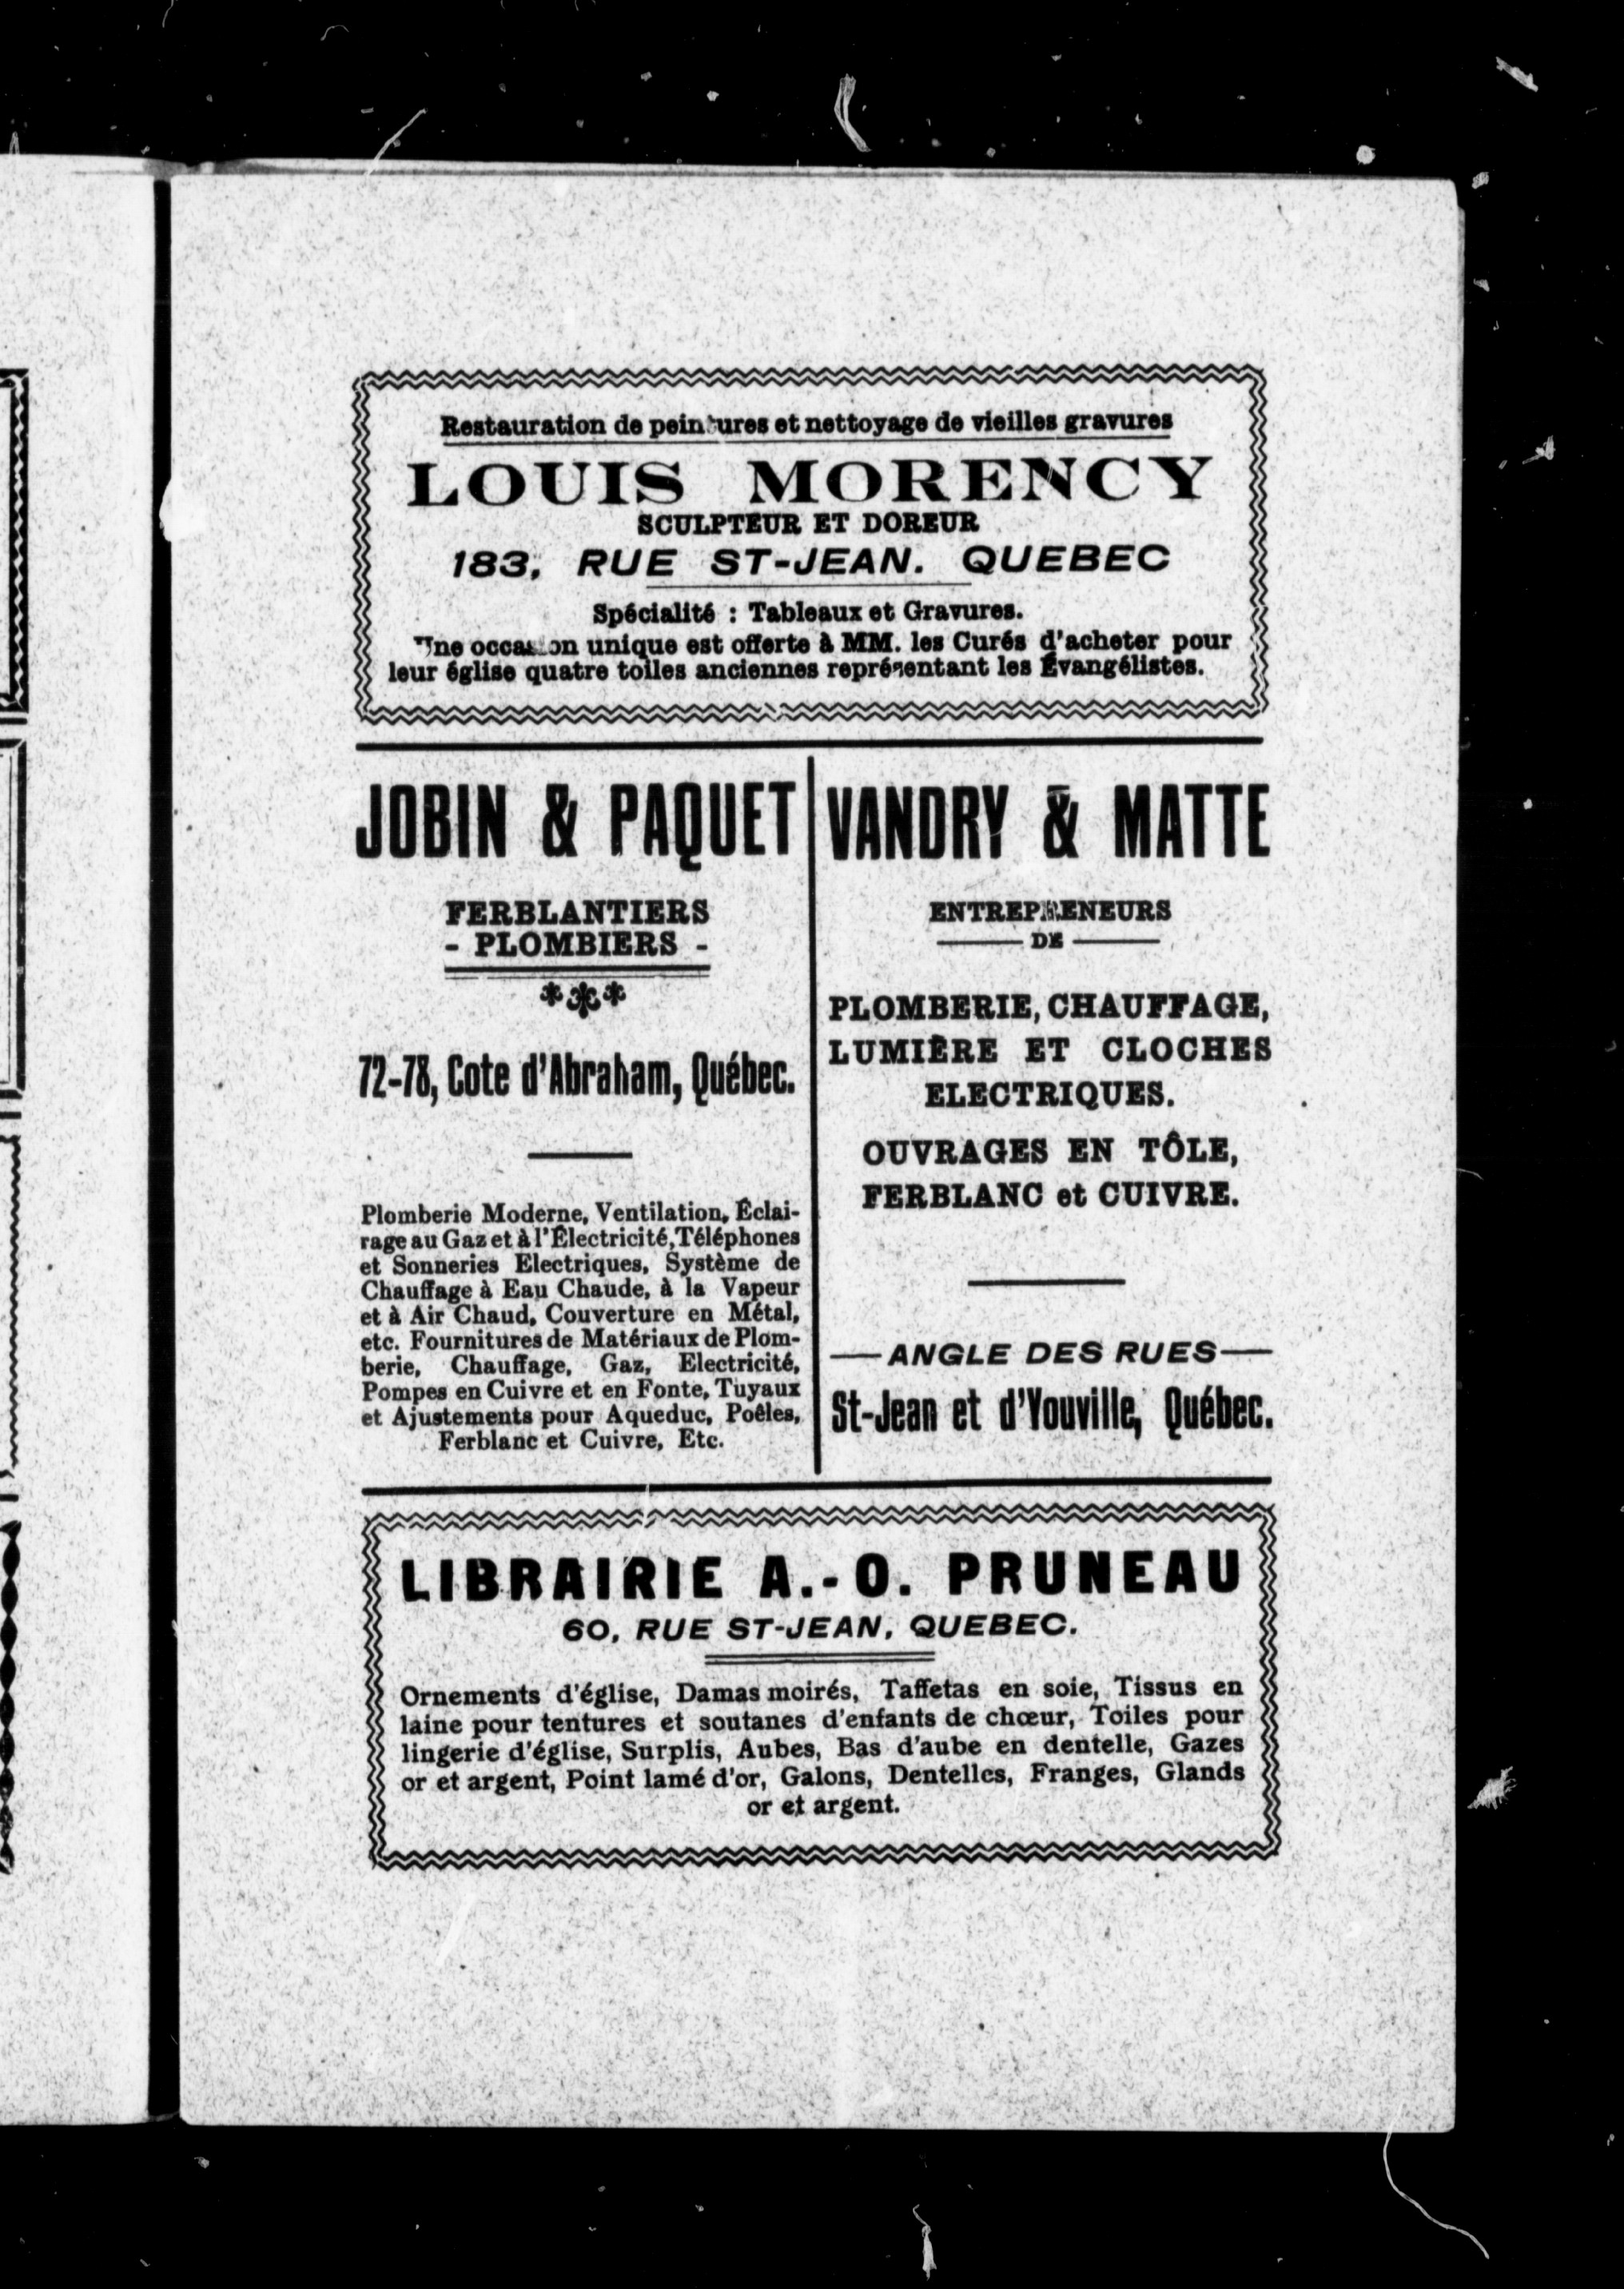 Restauration de peintures et nettoyage de vieilles gravures
LOUIS MORENCY
SCULPTEUR ET DOREUR
183, RUE ST-JEAN. QUEBEC
Spécialité : Tableaux et Gravures.
Une occasion unique est offerte à MM. les Curés d'acheter pour
leur église quatre toiles anciennes représentant les Évangélistes.
JOBIN & PAQUET
FERBLANTIERS
- PLOMBIERS -
72-78, Cote d'Abraham, Québec.
Plomberie Moderne, Ventilation, Éclai-
rage au Gaz et à l'Électricité, Téléphones
et Sonneries Electriques, Système de
Chauffage à Eau Chaude, à la Vapeur
et à Air Chaud, Couverture en Métal,
etc. Fournitures de Matériaux de Plom-
berie, Chauffage, Gaz, Electricité,
Pompes en Cuivre et en Fonte, Tuyaux
et Ajustements pour Aqueduc, Poêles,
Ferblanc et Cuivre, Etc.
VANDRY & MATTE
ENTREPRENEURS
DE
PLOMBERIE, CHAUFFAGE,
LUMIÈRE ET CLOCHES
ELECTRIQUES.
OUVRAGES EN TÔLE,
FERBLANC et CUIVRE.
ANGLE DES RUES
St-Jean et d'Youville, Québec.
LIBRAIRIE A.-O. PRUNEAU
60, RUE ST-JEAN, QUEBEC.
Ornements d'église, Damas moirés, Taffetas en soie, Tissus en
laine pour tentures et soutanes d'enfants de chœur, Toiles pour
lingerie d'église, Surplis, Aubes, Bas d'aube en dentelle, Gazes
or et argent, Point lamé d'or, Galons, Dentelles, Franges, Glands
or et argent.